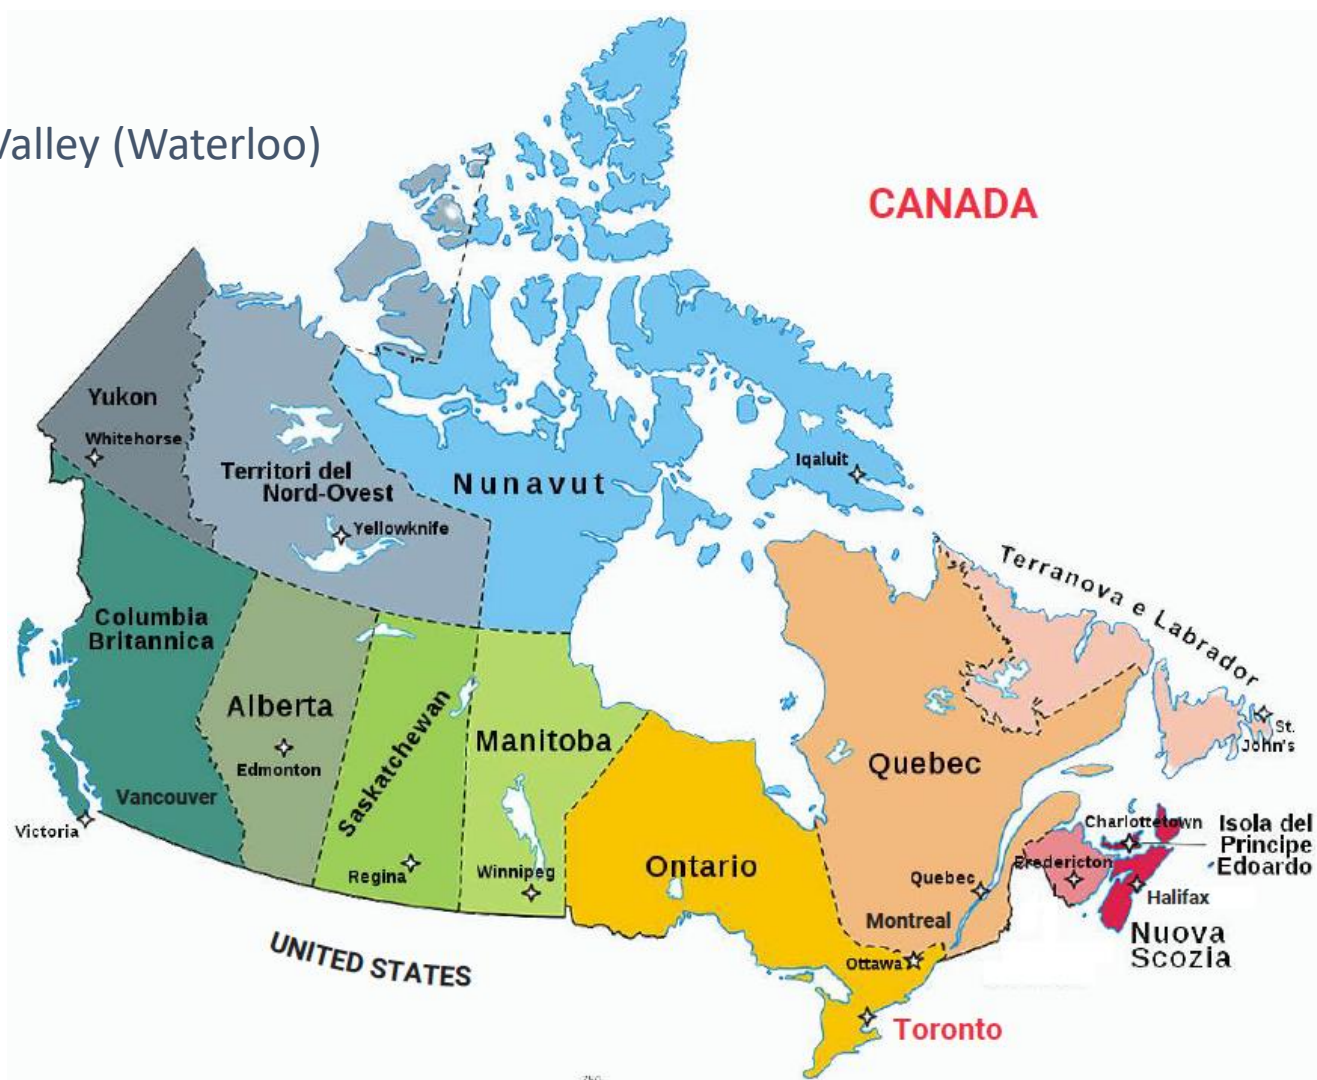 Valley (Waterloo)
CANADA
Yukon
Whitehorse
Territori del
Nord-Ovest
Yellowknife
Nunavut
Iqaluit
Terranova e Labrador
Columbia
Britannica
Alberta
Edmonton
Saskatchewan
Manitoba
Quebec
St.
John's
Vancouver
Victoria
Regina
Winnipeg
Ontario
Charlottetown
Isola del
Principe
Edoardo
Fredericton
Quebec
Halifax
Montreal
Nuova
Scozia
Ottawa
UNITED STATES
Toronto